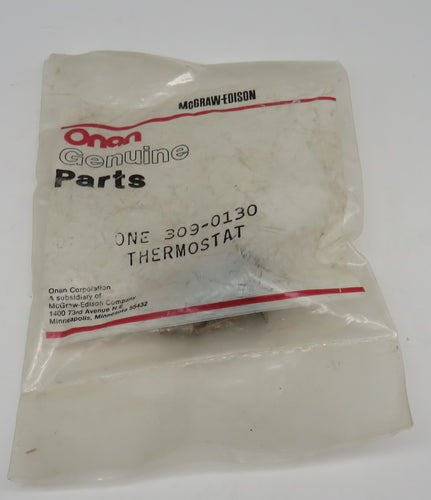 McGRAW-EDISON
Onan
Genuine
Parts
ONE 309-0130
THERMOSTAT
Onan Corporation
A subsidiary of
McGraw-Edison Company
1400 73rd Avenue N.E.
Minneapolis, Minnesota 55432